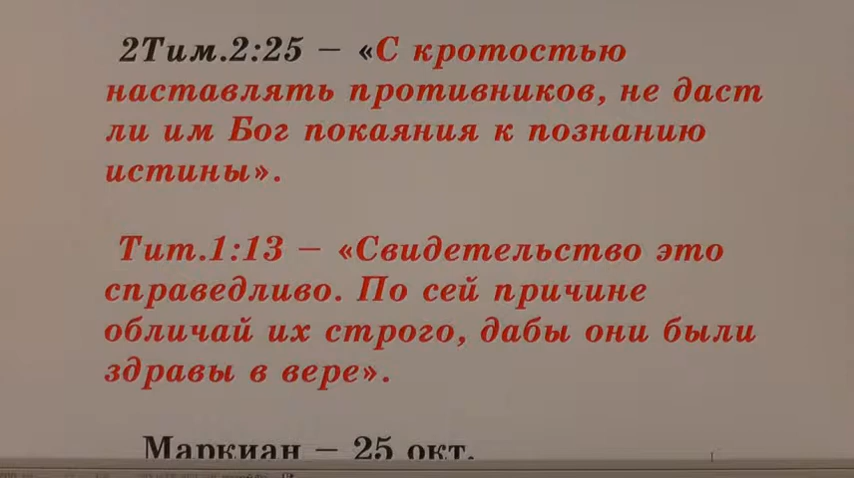 2Тим.2:25 – «С кротостью
наставлять противников, не даст
ли им Бог покаяния к познанию
истины».
Тит.1:13 – «Свидетельство это
справедливо. По сей причине
обличай их строго, дабы они были
здравы в вере».
Маркиан – 25 окт.